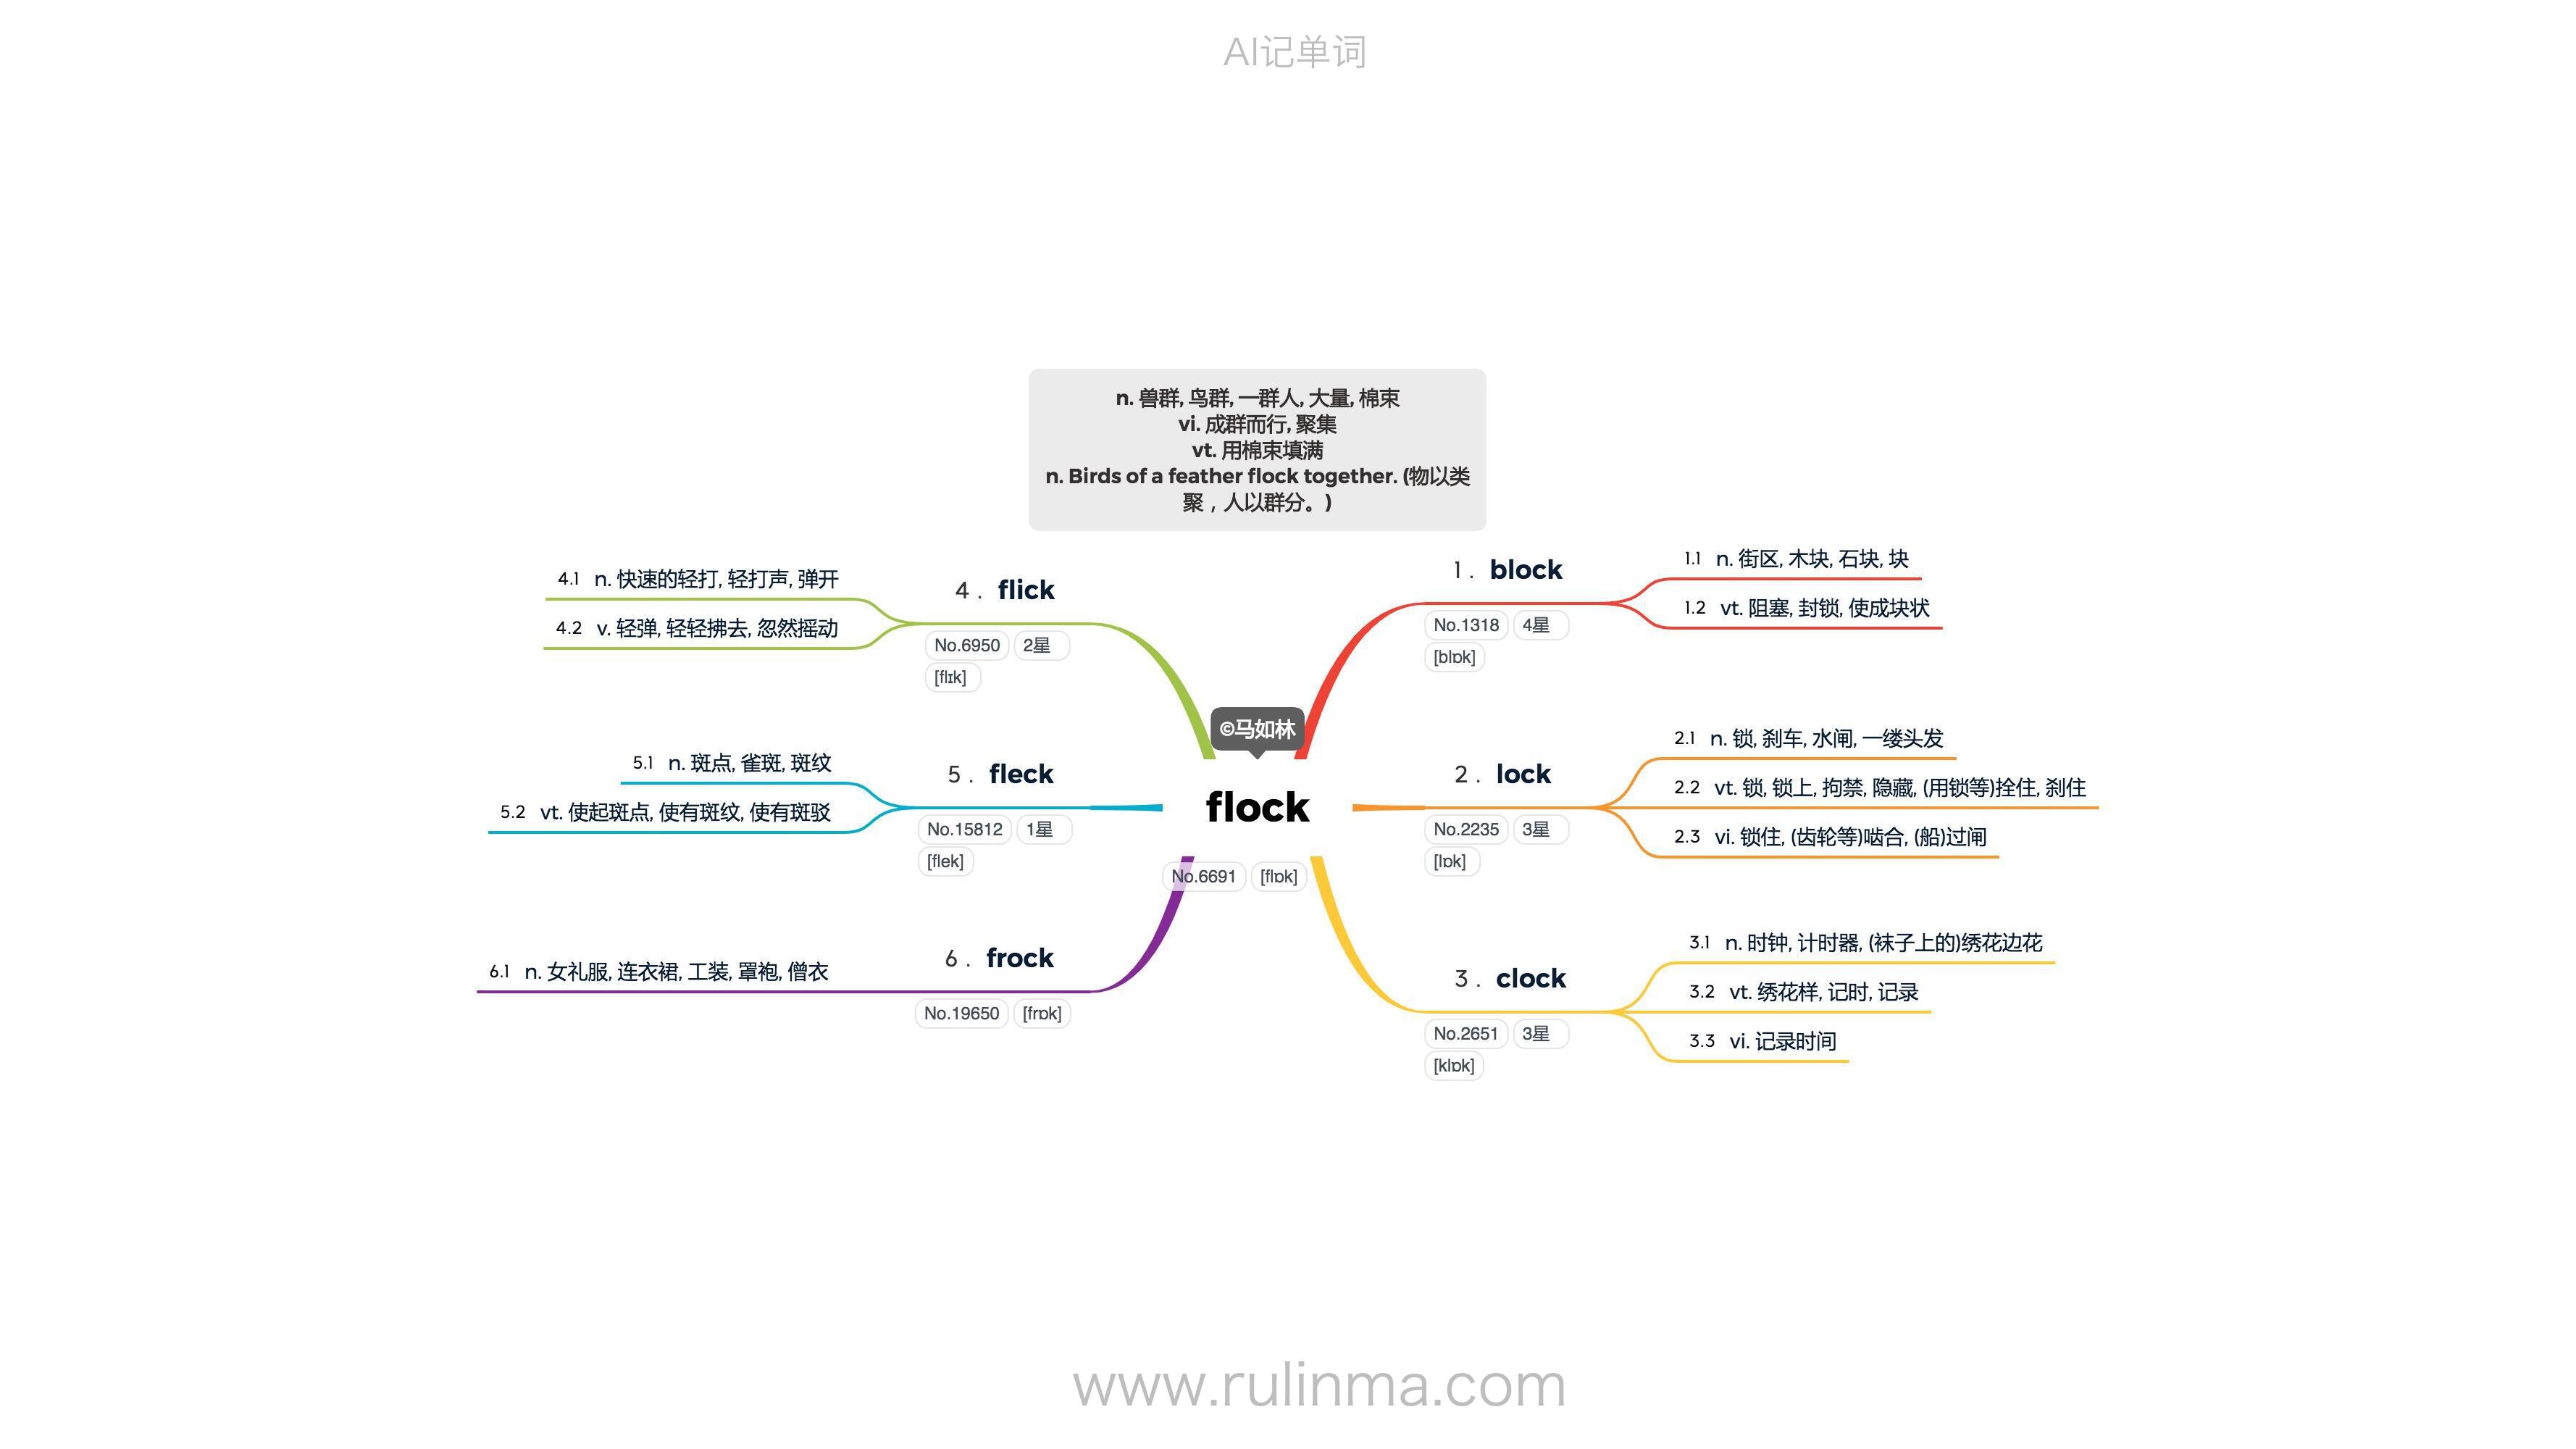 AI记单词
n. 兽群, 鸟群, 一群人, 大量, 棉束
vi. 成群而行, 聚集
vt. 用棉束填满
n. Birds of a feather flock together. (物以类
聚，人以群分。)
©马如林
flock
No.6691 [flɒk]
1. block
No.1318 4星
[blɒk]
1.1 n. 街区, 木块, 石块, 块
1.2 vt. 阻塞, 封锁, 使成块状
2. lock
No.2235 3星
[lɒk]
2.1 n. 锁, 刹车, 水闸, 一缕头发
2.2 vt. 锁, 锁上, 拘禁, 隐藏, (用锁等)拴住, 刹住
2.3 vi. 锁住, (齿轮等)啮合, (船)过闸
3. clock
No.2651 3星
[klɒk]
3.1 n. 时钟, 计时器, (袜子上的)绣花边花
3.2 vt. 绣花样, 记时, 记录
3.3 vi. 记录时间
4. flick
No.6950 2星
[flɪk]
4.1 n. 快速的轻打, 轻打声, 弹开
4.2 v. 轻弹, 轻轻拂去, 忽然摇动
5. fleck
No.15812 1星
[flek]
5.1 n. 斑点, 雀斑, 斑纹
5.2 vt. 使起斑点, 使有斑纹, 使有斑驳
6. frock
No.19650 [frɒk]
6.1 n. 女礼服, 连衣裙, 工装, 罩袍, 僧衣
www.rulinma.com